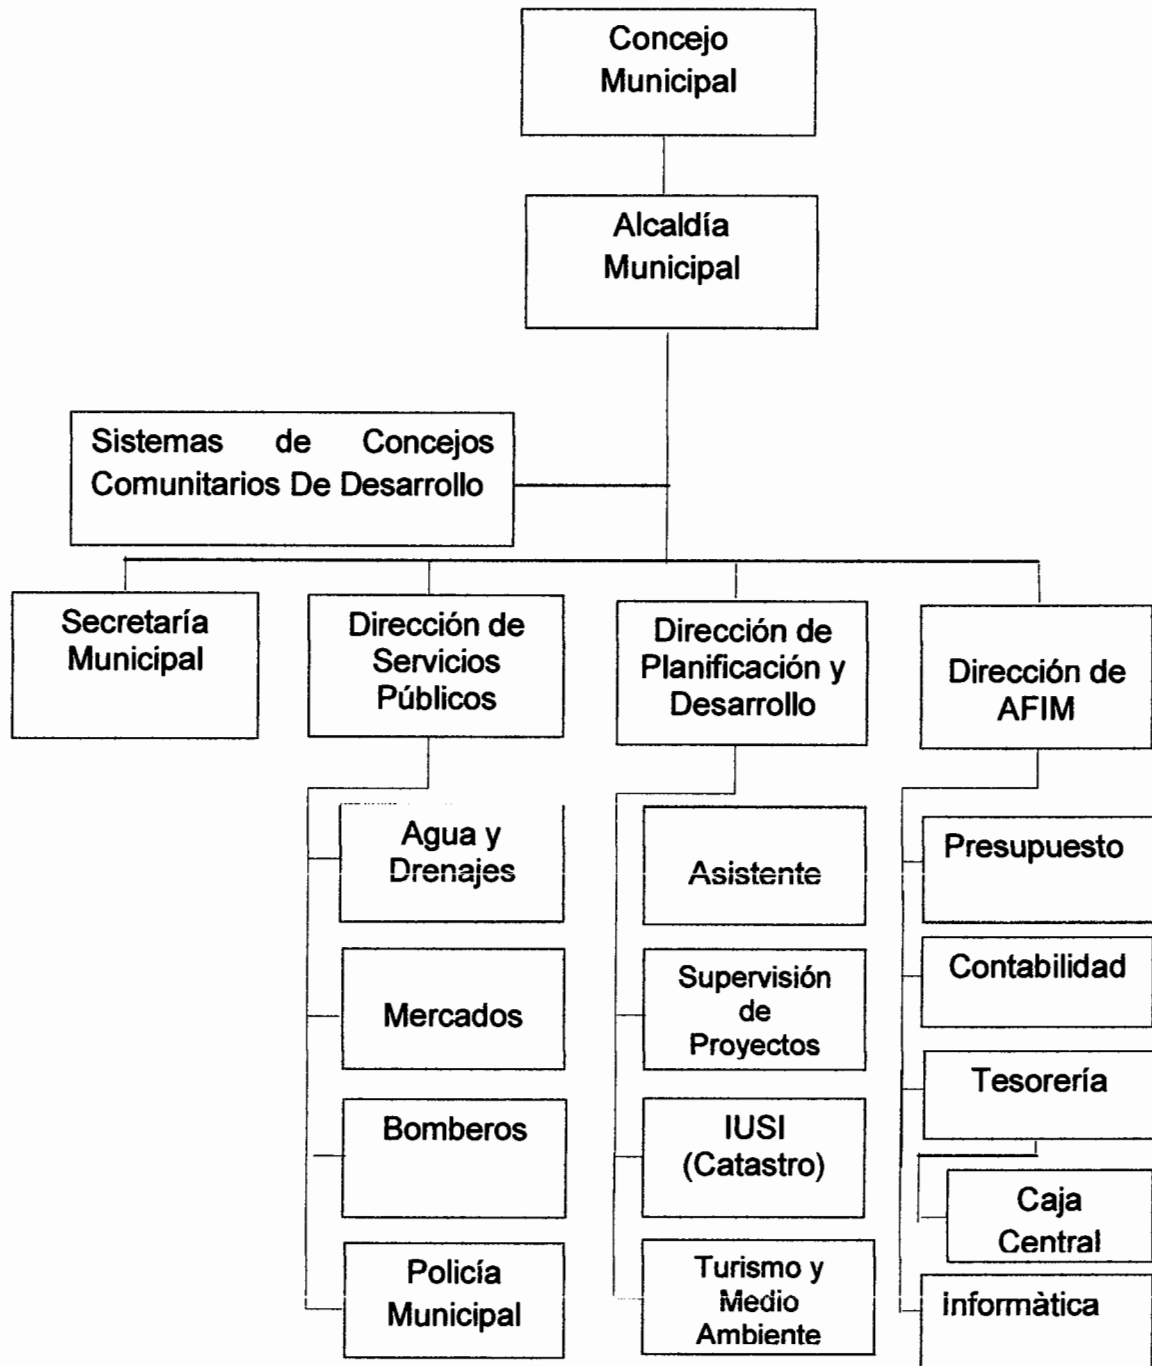 Concejo
Municipal
Alcaldía
Municipal
Sistemas de Concejos
Comunitarios De Desarrollo
Secretaría
Municipal
Dirección de
Servicios
Públicos
Dirección de
Planificación y
Desarrollo
Dirección de
AFIM
Agua y
Drenajes
Mercados
Bomberos
Policía
Municipal
Asistente
Supervisión
de
Proyectos
IUSI
(Catastro)
Turismo y
Medio
Ambiente
Presupuesto
Contabilidad
Tesorería
Caja
Central
Informàtica